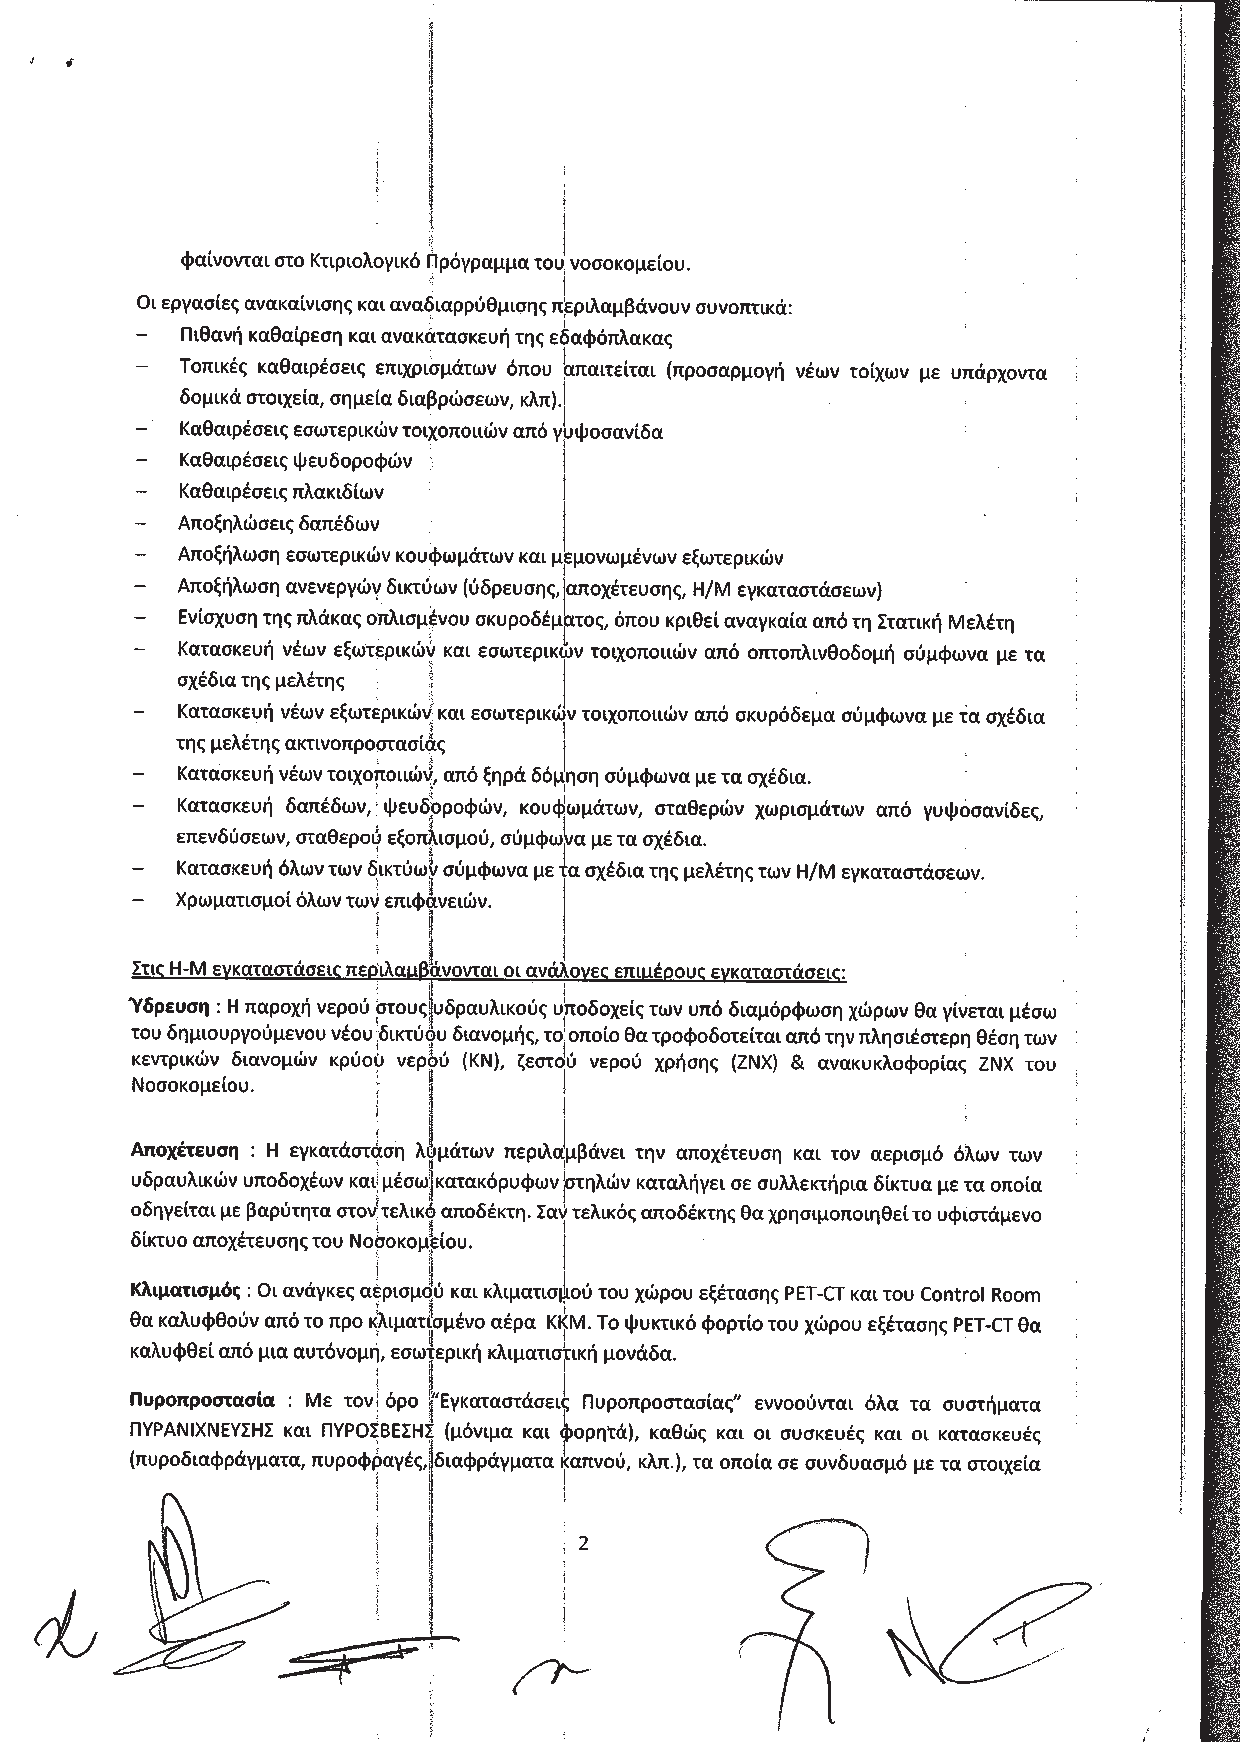 φαίνονται στο Κτιριολογικό Πρόγραμμα του νοσοκομείου.
Οι εργασίες ανακαίνισης και αναδιαρρύθμισης περιλαμβάνουν συνοπτικά:
– Πιθανή καθαίρεση και ανακατασκευή της εδαφόπλακας
– Τοπικές καθαιρέσεις επιχρισμάτων όπου απαιτείται (προσαρμογή νέων τοίχων με υπάρχοντα
δομικά στοιχεία, σημεία διαβρώσεων, κλπ).
– Καθαιρέσεις εσωτερικών τοιχοποιιών από γυψοσανίδα
– Καθαιρέσεις ψευδοροφών
– Καθαιρέσεις πλακιδίων
– Αποξηλώσεις δαπέδων
– Αποξήλωση εσωτερικών κουφωμάτων και μεμονωμένων εξωτερικών
– Αποξήλωση ανενεργών δικτύων (ύδρευσης, αποχέτευσης, Η/Μ εγκαταστάσεων)
– Ενίσχυση της πλάκας οπλισμένου σκυροδέματος, όπου κριθεί αναγκαία από τη Στατική Μελέτη
– Κατασκευή νέων εξωτερικών και εσωτερικών τοιχοποιιών από οπτοπλινθοδομή σύμφωνα με τα
σχέδια της μελέτης
– Κατασκευή νέων εξωτερικών και εσωτερικών τοιχοποιιών από σκυρόδεμα σύμφωνα με τα σχέδια
της μελέτης ακτινοπροστασίας
– Κατασκευή νέων τοιχοποιιών, από ξηρά δόμηση σύμφωνα με τα σχέδια.
– Κατασκευή δαπέδων, ψευδοροφών, κουφωμάτων, σταθερών χωρισμάτων από γυψοσανίδες,
επενδύσεων, σταθερού εξοπλισμού, σύμφωνα με τα σχέδια.
– Κατασκευή όλων των δικτύων σύμφωνα με τα σχέδια της μελέτης των Η/Μ εγκαταστάσεων.
– Χρωματισμοί όλων των επιφανειών.
Στις Η-Μ εγκαταστάσεις περιλαμβάνονται οι ανάλογες επιμέρους εγκαταστάσεις:
Ύδρευση : Η παροχή νερού στους υδραυλικούς υποδοχείς των υπό διαμόρφωση χώρων θα γίνεται μέσω
του δημιουργούμενου νέου δικτύου διανομής, το οποίο θα τροφοδοτείται από την πλησιέστερη θέση των
κεντρικών διανομών κρύου νερού (ΚΝ), ζεστού νερού χρήσης (ΖΝΧ) & ανακυκλοφορίας ΖΝΧ του
Νοσοκομείου.
Αποχέτευση : Η εγκατάσταση λυμάτων περιλαμβάνει την αποχέτευση και τον αερισμό όλων των
υδραυλικών υποδοχέων και μέσω κατακόρυφων στηλών καταλήγει σε συλλεκτήρια δίκτυα με τα οποία
οδηγείται με βαρύτητα στον τελικό αποδέκτη. Σαν τελικός αποδέκτης θα χρησιμοποιηθεί το υφιστάμενο
δίκτυο αποχέτευσης του Νοσοκομείου.
Κλιματισμός : Οι ανάγκες αερισμού και κλιματισμού του χώρου εξέτασης PET-CT και του Control Room
θα καλυφθούν από το προ κλιματισμένο αέρα ΚΚΜ. Το ψυκτικό φορτίο του χώρου εξέτασης PET-CT θα
καλυφθεί από μια αυτόνομη, εσωτερική κλιματιστική μονάδα.
Πυροπροστασία : Με τον όρο "Εγκαταστάσεις Πυροπροστασίας" εννοούνται όλα τα συστήματα
ΠΥΡΑΝΙΧΝΕΥΣΗΣ και ΠΥΡΟΣΒΕΣΗΣ (μόνιμα και φορητά), καθώς και οι συσκευές και οι κατασκευές
(πυροδιαφράγματα, πυροφραγές, διαφράγματα καπνού, κλπ.), τα οποία σε συνδυασμό με τα στοιχεία
2